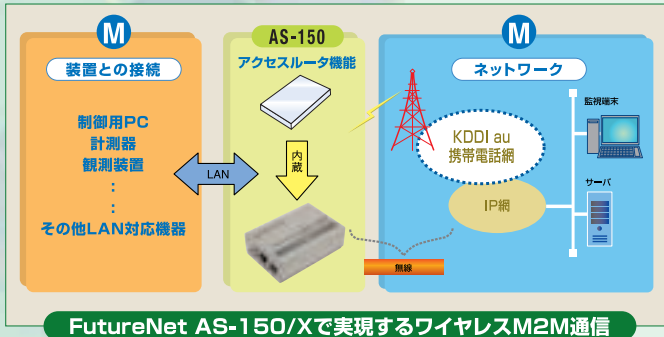 M
装置との接続
制御用PC
計測器
観測装置
:
:
その他LAN対応機器
LAN
AS-150
アクセスルータ機能
内蔵
M
ネットワーク
KDDI au
携帯電話網
IP網
監視端末
サーバ
無線
FutureNet AS-150/Xで実現するワイヤレスM2M通信